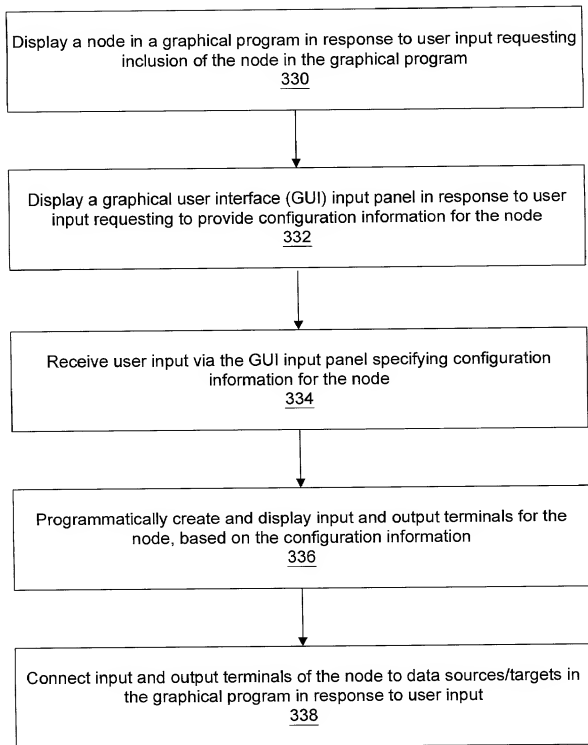 Display a node in a graphical program in response to user input requesting
inclusion of the node in the graphical program
330
Display a graphical user interface (GUI) input panel in response to user
input requesting to provide configuration information for the node
332
Receive user input via the GUI input panel specifying configuration
information for the node
334
Programmatically create and display input and output terminals for the
node, based on the configuration information
336
Connect input and output terminals of the node to data sources/targets in
the graphical program in response to user input
338